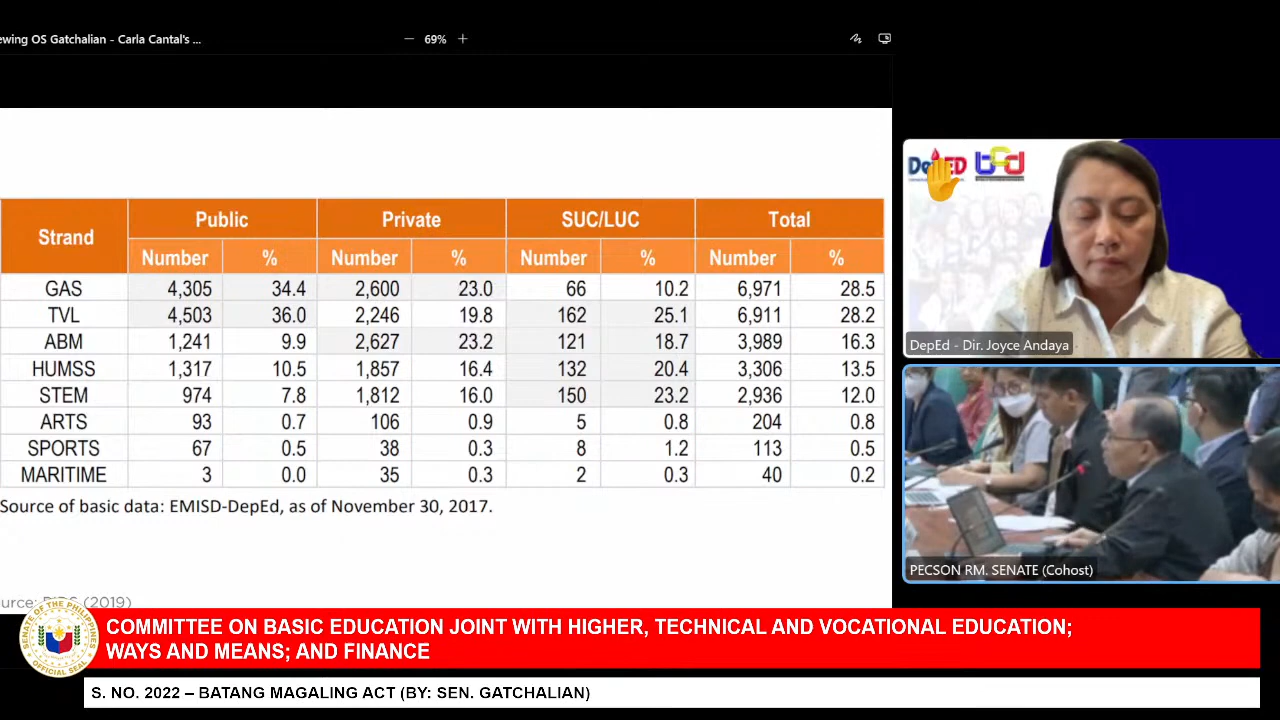 ewing OS Gatchalian - Carla Cantal's ...
69%
Strand Public Private SUC/LUC Total
Number % Number % Number % Number %
GAS 4,305 34.4 2,600 23.0 66 10.2 6,971 28.5
TVL 4,503 36.0 2,246 19.8 162 25.1 6,911 28.2
ABM 1,241 9.9 2,627 23.2 121 18.7 3,989 16.3
HUMSS 1,317 10.5 1,857 16.4 132 20.4 3,306 13.5
STEM 974 7.8 1,812 16.0 150 23.2 2,936 12.0
ARTS 93 0.7 106 0.9 5 0.8 204 0.8
SPORTS 67 0.5 38 0.3 8 1.2 113 0.5
MARITIME 3 0.0 35 0.3 2 0.3 40 0.2
Source of basic data: EMISD-DepEd, as of November 30, 2017.
(2019)
DepED bcd
DepEd - Dir. Joyce Andaya
PECSON RM. SENATE (Cohost)
SENATE OF THE PHILIPPINES
OFFICIAL SEAL
COMMITTEE ON BASIC EDUCATION JOINT WITH HIGHER, TECHNICAL AND VOCATIONAL EDUCATION;
WAYS AND MEANS; AND FINANCE
S. NO. 2022 – BATANG MAGALING ACT (BY: SEN. GATCHALIAN)